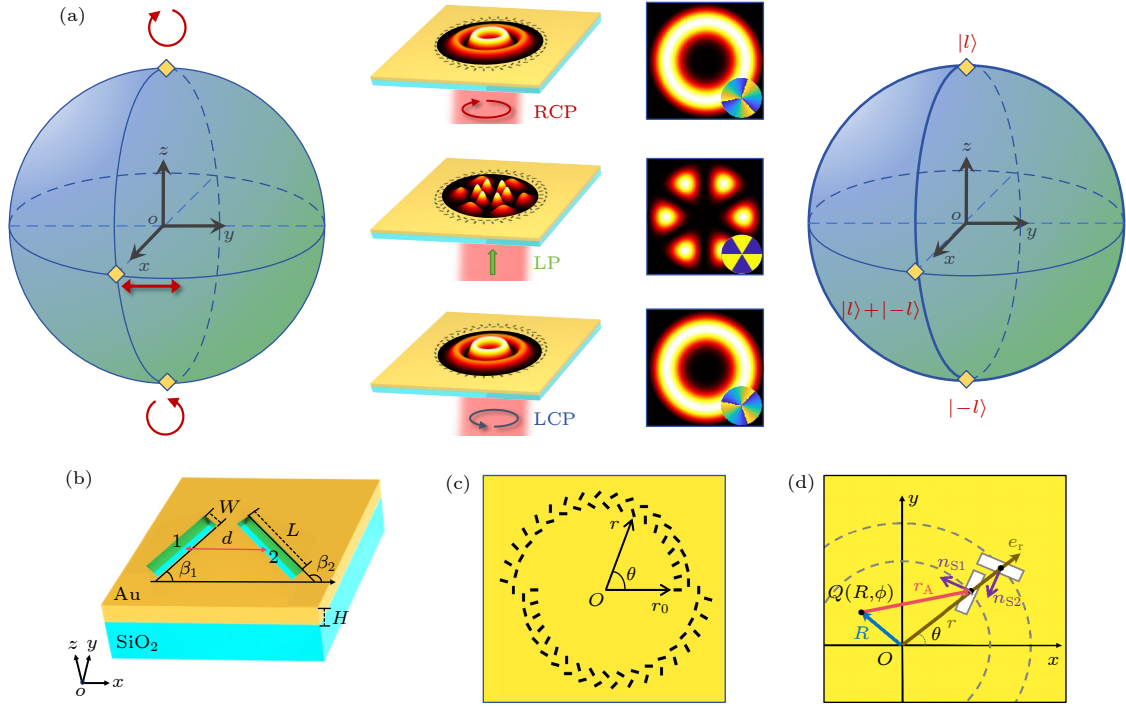 (a)
z
o
y
x
RCP
LP
LCP
|l⟩
z
o
y
x
|l⟩+|−l⟩
|−l⟩
(b)
W
L
1
d
2
β1
β2
Au
H
SiO2
z
y
o
x
(c)
r
θ
O
r0
(d)
y
er
nS1
nS2
Q(R,ϕ)
rA
R
r
θ
O
x